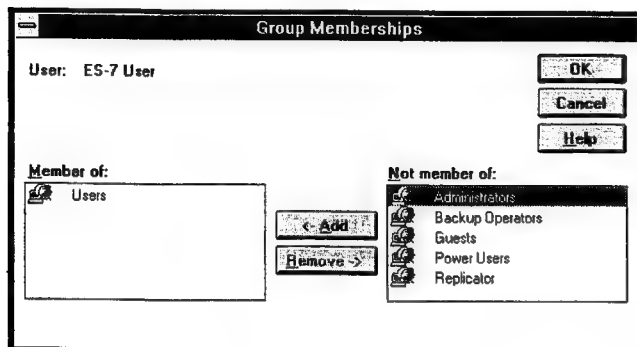 Group Memberships
User: ES-7 User
OK
Cancel
Help
Member of:
Users
<- Add
Remove ->
Not member of:
Administrators
Backup Operators
Guests
Power Users
Replicator